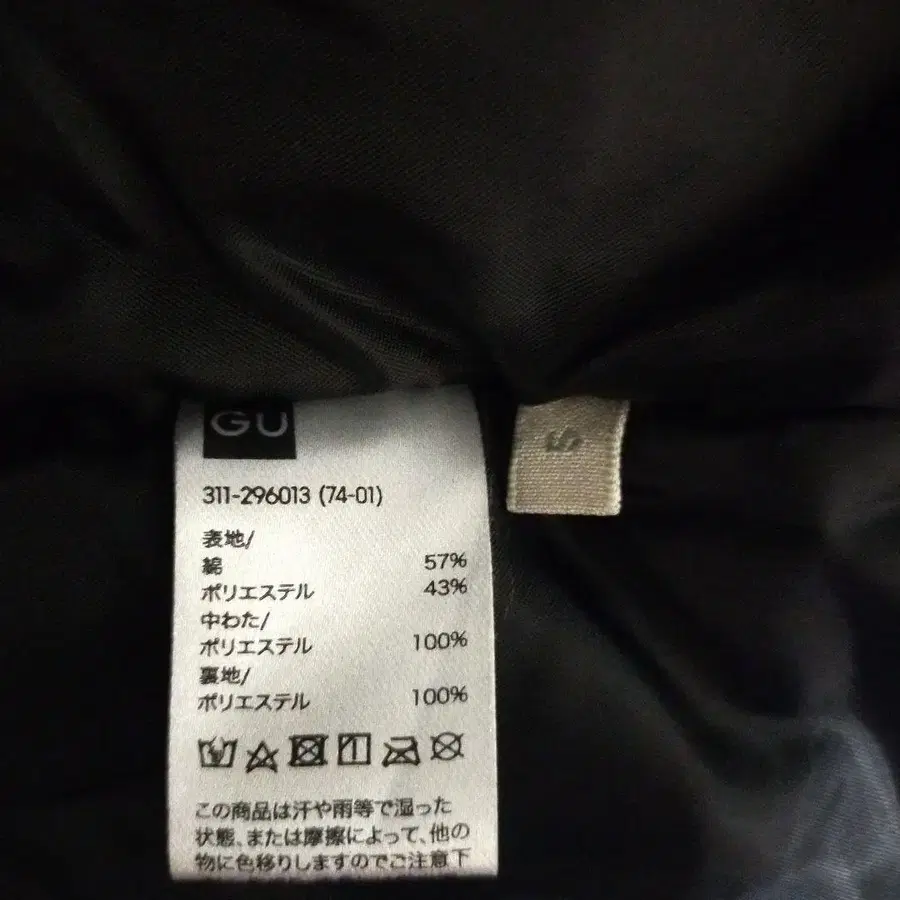 GU
311-296013 (74-01)
表地/
綿 57%
ポリエステル 43%
中わた/
ポリエステル 100%
裏地/
ポリエステル 100%
この商品は汗や雨等で湿った
状態、または摩擦によって、他の
物に色移りしますのでご注意下
S